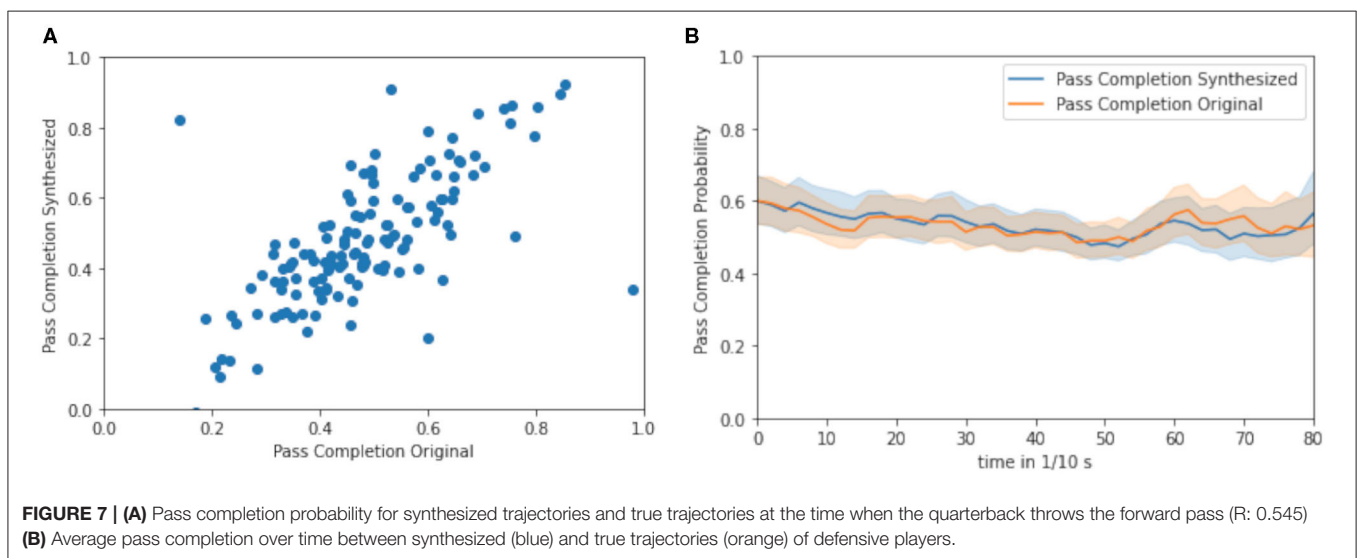 A
1.0
0.8
0.6
0.4
0.2
0.0
Pass Completion Synthesized
0.0 0.2 0.4 0.6 0.8 1.0
Pass Completion Original
B
1.0
0.8
0.6
0.4
0.2
0.0
Pass Completion Probability
Pass Completion Synthesized
Pass Completion Original
0 10 20 30 40 50 60 70 80
time in 1/10 s
FIGURE 7 | (A) Pass completion probability for synthesized trajectories and true trajectories at the time when the quarterback throws the forward pass (R: 0.545)
(B) Average pass completion over time between synthesized (blue) and true trajectories (orange) of defensive players.